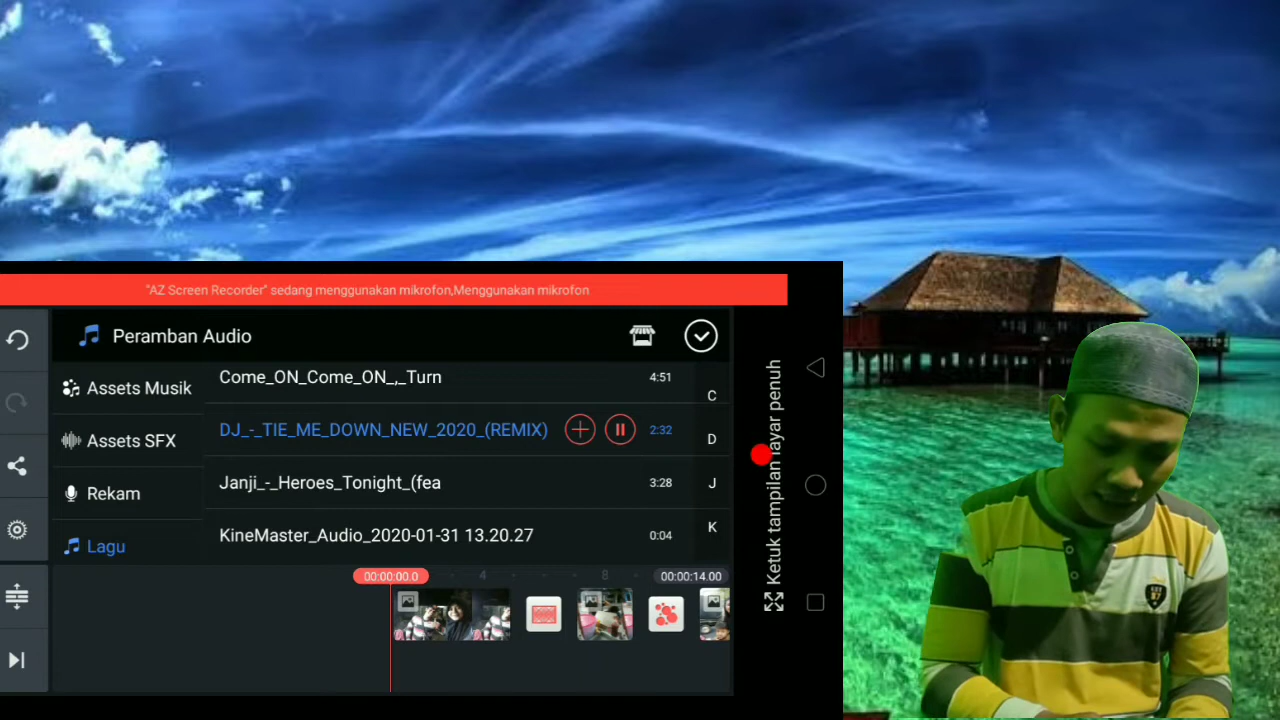 "AZ Screen Recorder" sedang menggunakan mikrofon,Menggunakan mikrofon
Peramban Audio
Assets Musik
Assets SFX
Rekam
Lagu
Come_ON_Come_ON_,_Turn 4:51
DJ_-_TIE_ME_DOWN_NEW_2020_(REMIX) 2:32
Janji_-_Heroes_Tonight_(fea 3:28
KineMaster_Audio_2020-01-31 13.20.27 0:04
C
D
J
K
00:00:00.0 4 8 00:00:14.00
Ketuk tampilan layar penuh